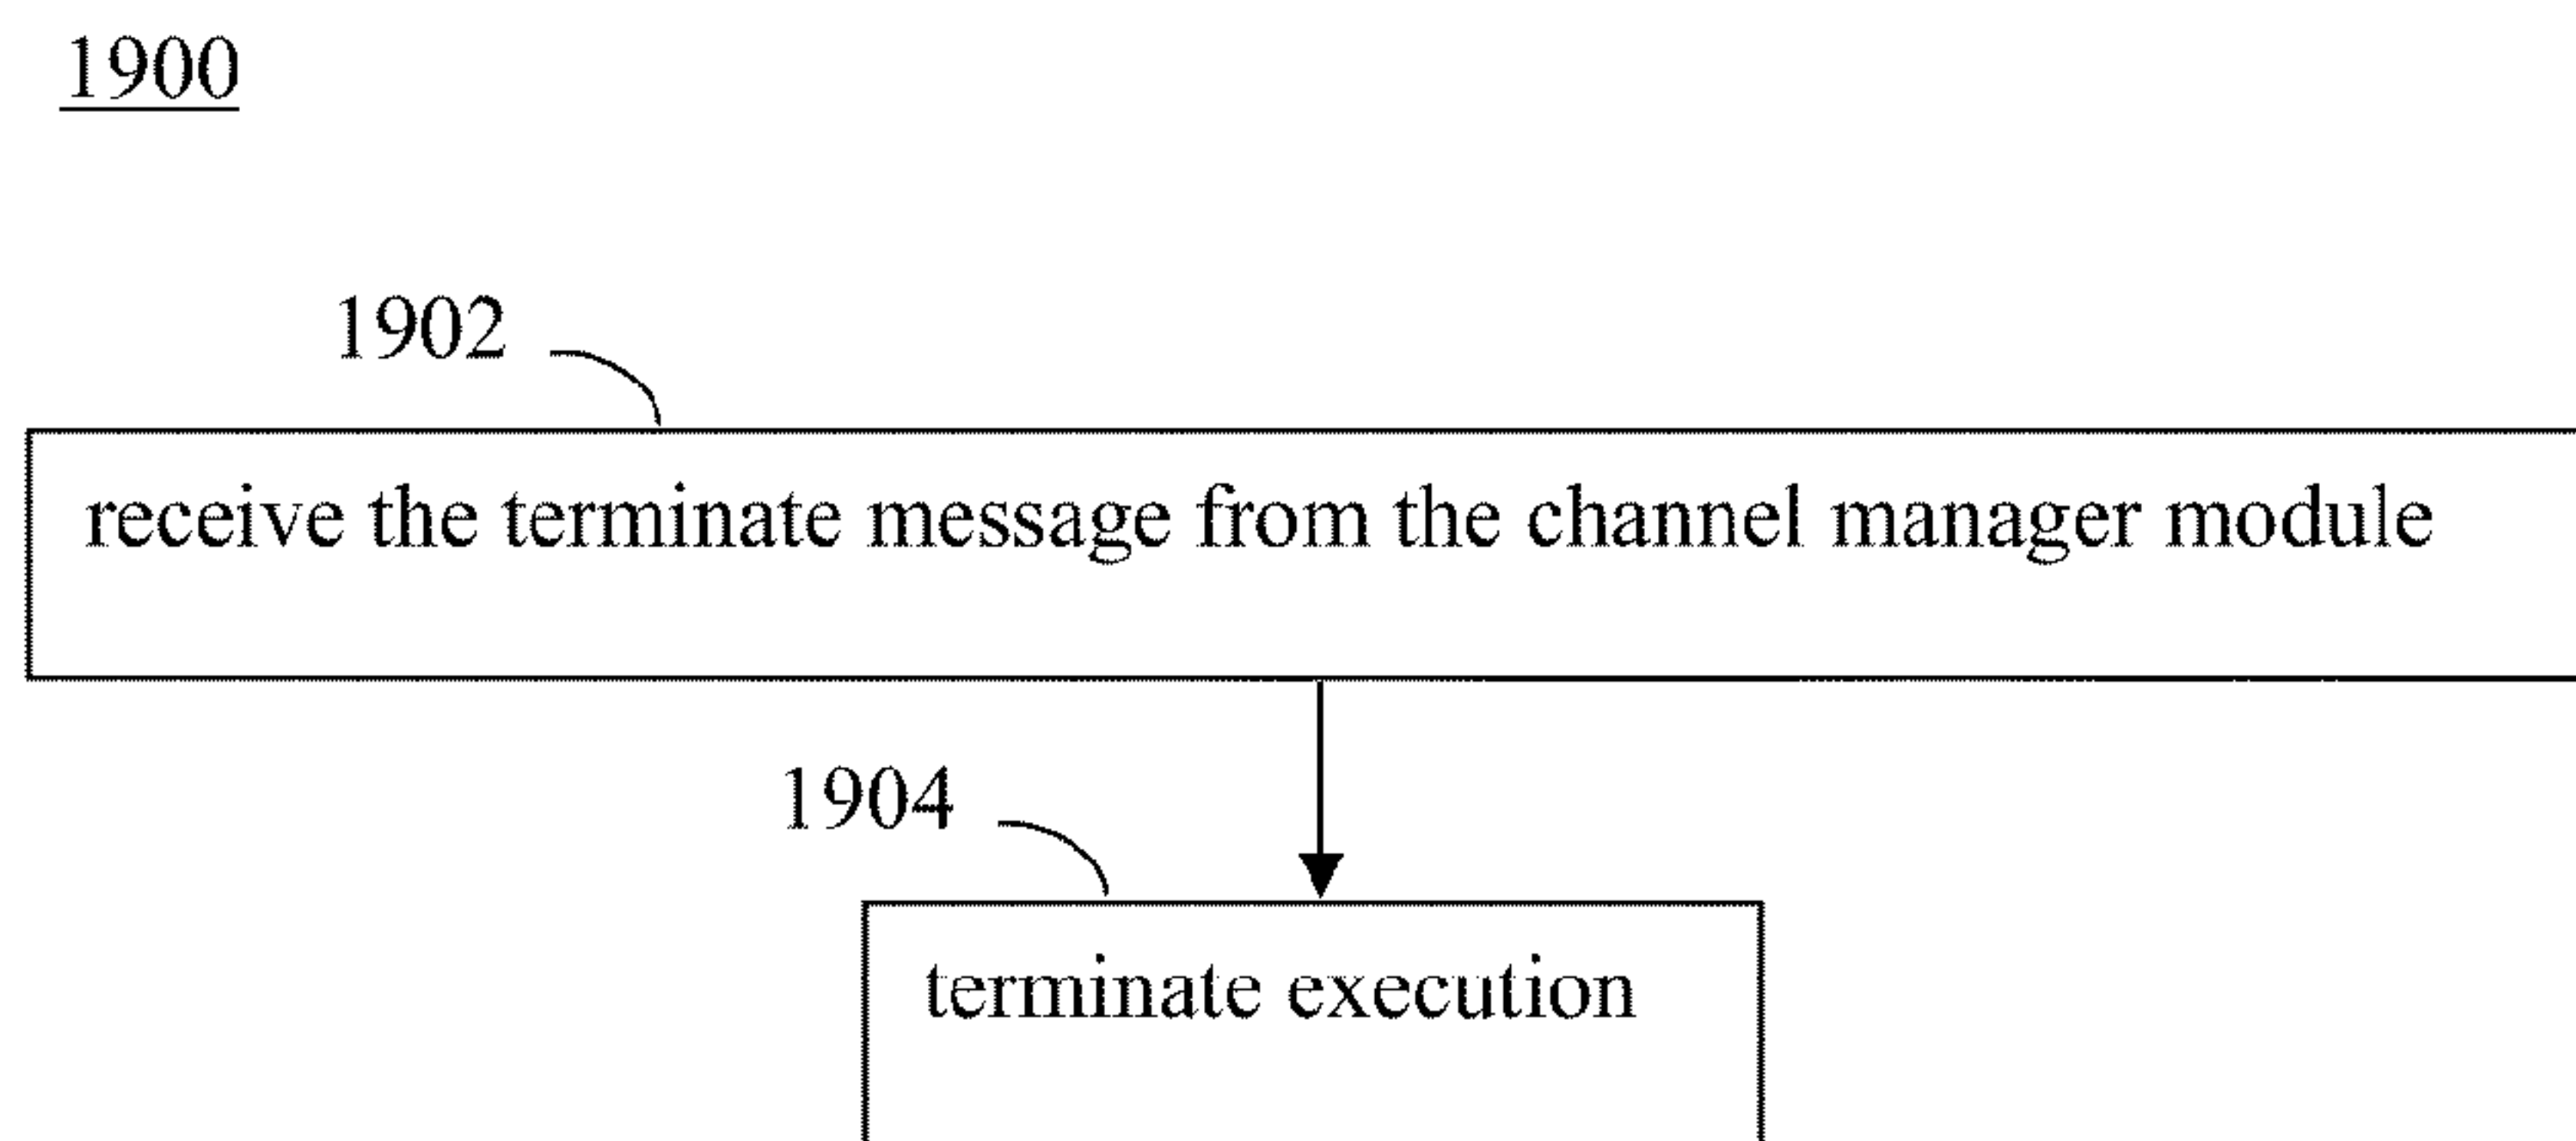 1900
1902
receive the terminate message from the channel manager module
1904
terminate execution